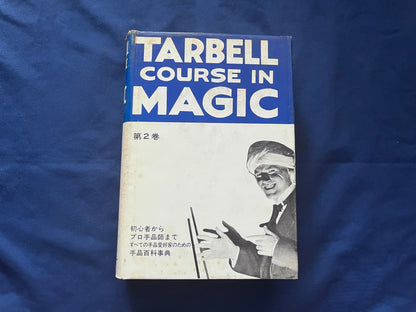 TARBELL
COURSE IN
MAGIC
第2巻
初心者から
プロ手品師まで
すべての手品愛好家のための
手品百科事典